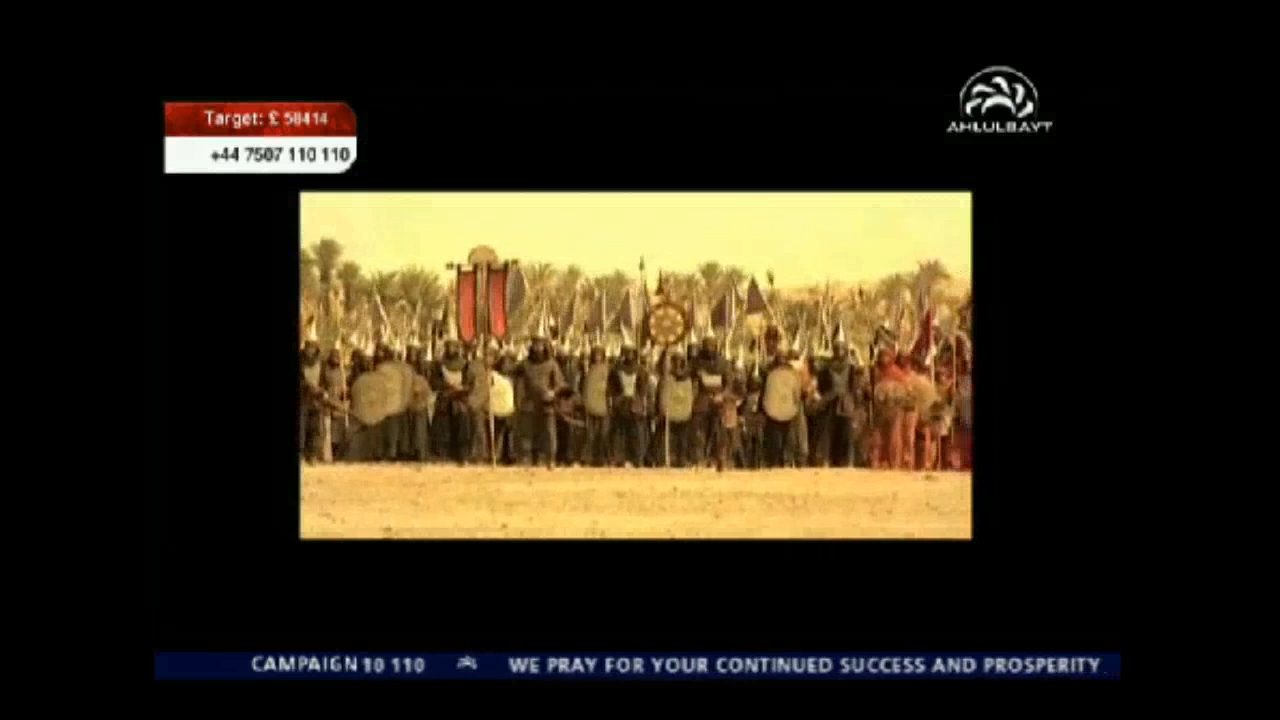 Target: £ 58414
+44 7507 110 110
AHLULBAYT
CAMPAIGN 10 110 WE PRAY FOR YOUR CONTINUED SUCCESS AND PROSPERITY